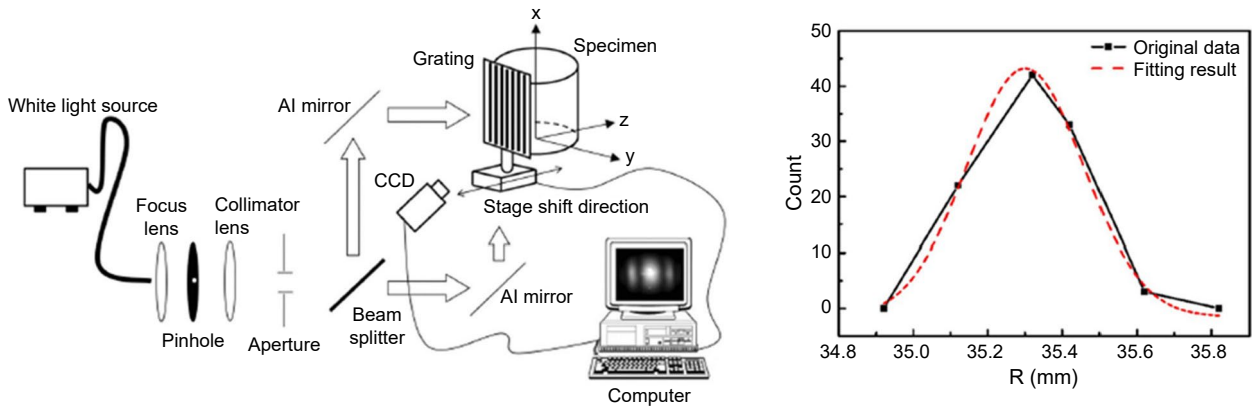 White light source
Focus
lens
Pinhole
Collimator
lens
Aperture
Beam
splitter
Al mirror
Al mirror
CCD
Grating
Specimen
x
z
y
Stage shift direction
Computer
Original data
Fitting result
Count
50
40
30
20
10
0
34.8 35.0 35.2 35.4 35.6 35.8
R (mm)